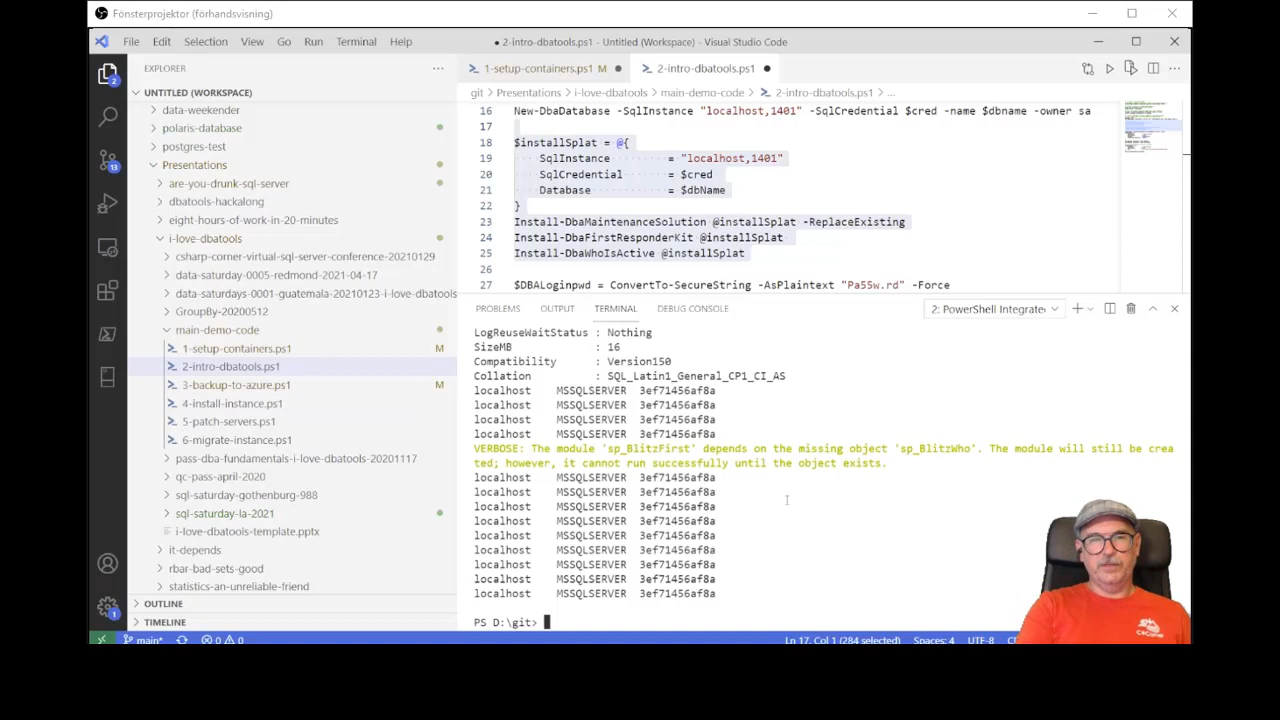 Fönsterprojektor (förhandsvisning)
File Edit Selection View Go Run Terminal Help
● 2-intro-dbatools.ps1 - Untitled (Workspace) - Visual Studio Code
EXPLORER ...
UNTITLED (WORKSPACE)
data-weekender
polaris-database
postgres-test
Presentations
are-you-drunk-sql-server
dbatools-hackalong
eight-hours-of-work-in-20-minutes
i-love-dbatools
csharp-corner-virtual-sql-server-conference-20210129
data-saturday-0005-redmond-2021-04-17
data-saturdays-0001-guatemala-20210123-i-love-dbatools
GroupBy-20200512
main-demo-code
1-setup-containers.ps1 M
2-intro-dbatools.ps1
3-backup-to-azure.ps1 M
4-install-instance.ps1
5-patch-servers.ps1
6-migrate-instance.ps1
pass-dba-fundamentals-i-love-dbatools-20201117
qc-pass-april-2020
sql-saturday-gothenburg-988
sql-saturday-la-2021
i-love-dbatools-template.pptx
it-depends
rbar-bad-sets-good
statistics-an-unreliable-friend
OUTLINE
TIMELINE
2
13
1
1-setup-containers.ps1 M ●
2-intro-dbatools.ps1 ●
git > Presentations > i-love-dbatools > main-demo-code > 2-intro-dbatools.ps1 > ...
16 New-DbaDatabase -SqlInstance "localhost,1401" -SqlCredential $cred -name $dbname -owner sa
17
18 $installSplat = @{
19 SqlInstance = "localhost,1401"
20 SqlCredential = $cred
21 Database = $dbName
22 }
23 Install-DbaMaintenanceSolution @installSplat -ReplaceExisting
24 Install-DbaFirstResponderKit @installSplat
25 Install-DbaWhoIsActive @installSplat
26
27 $DBALoginpwd = ConvertTo-SecureString -AsPlaintext "Pa55w.rd" -Force
PROBLEMS OUTPUT TERMINAL DEBUG CONSOLE
2: PowerShell Integrate
LogReuseWaitStatus : Nothing
SizeMB : 16
Compatibility : Version150
Collation : SQL_Latin1_General_CP1_CI_AS
localhost MSSQLSERVER 3ef71456af8a
localhost MSSQLSERVER 3ef71456af8a
localhost MSSQLSERVER 3ef71456af8a
localhost MSSQLSERVER 3ef71456af8a
VERBOSE: The module 'sp_BlitzFirst' depends on the missing object 'sp_BlitzWho'. The module will still be crea
ted; however, it cannot run successfully until the object exists.
localhost MSSQLSERVER 3ef71456af8a
localhost MSSQLSERVER 3ef71456af8a
localhost MSSQLSERVER 3ef71456af8a
localhost MSSQLSERVER 3ef71456af8a
localhost MSSQLSERVER 3ef71456af8a
localhost MSSQLSERVER 3ef71456af8a
localhost MSSQLSERVER 3ef71456af8a
localhost MSSQLSERVER 3ef71456af8a
localhost MSSQLSERVER 3ef71456af8a
PS D:\git>
main* 0 0
Ln 17, Col 1 (284 selected) Spaces: 4 UTF-8